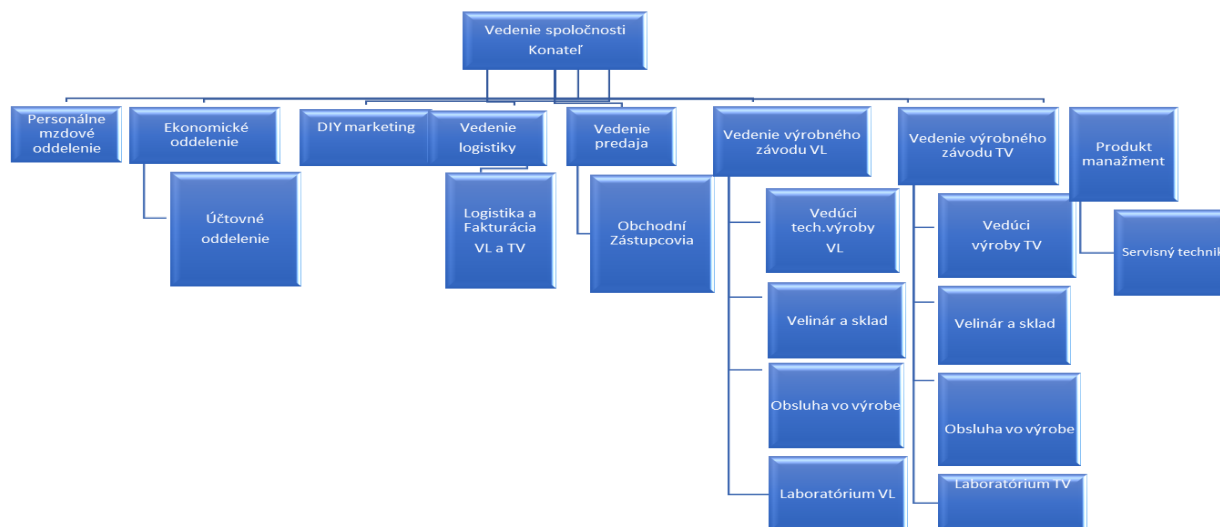 Vedenie spoločnosti
Konateľ
Personálne
mzdové
oddelenie
Ekonomické
oddelenie
DIY marketing
Vedenie
logistiky
Vedenie
predaja
Vedenie výrobného
závodu VL
Vedenie výrobného
závodu TV
Produkt
manažment
Účtovné
oddelenie
Logistika a
Fakturácia
VL a TV
Obchodní
Zástupcovia
Vedúci
tech.výroby
VL
Vedúci
výroby TV
Servisný technik
Velinár a sklad
Velinár a sklad
Obsluha vo výrobe
Obsluha vo výrobe
Laboratórium VL
Laboratórium TV